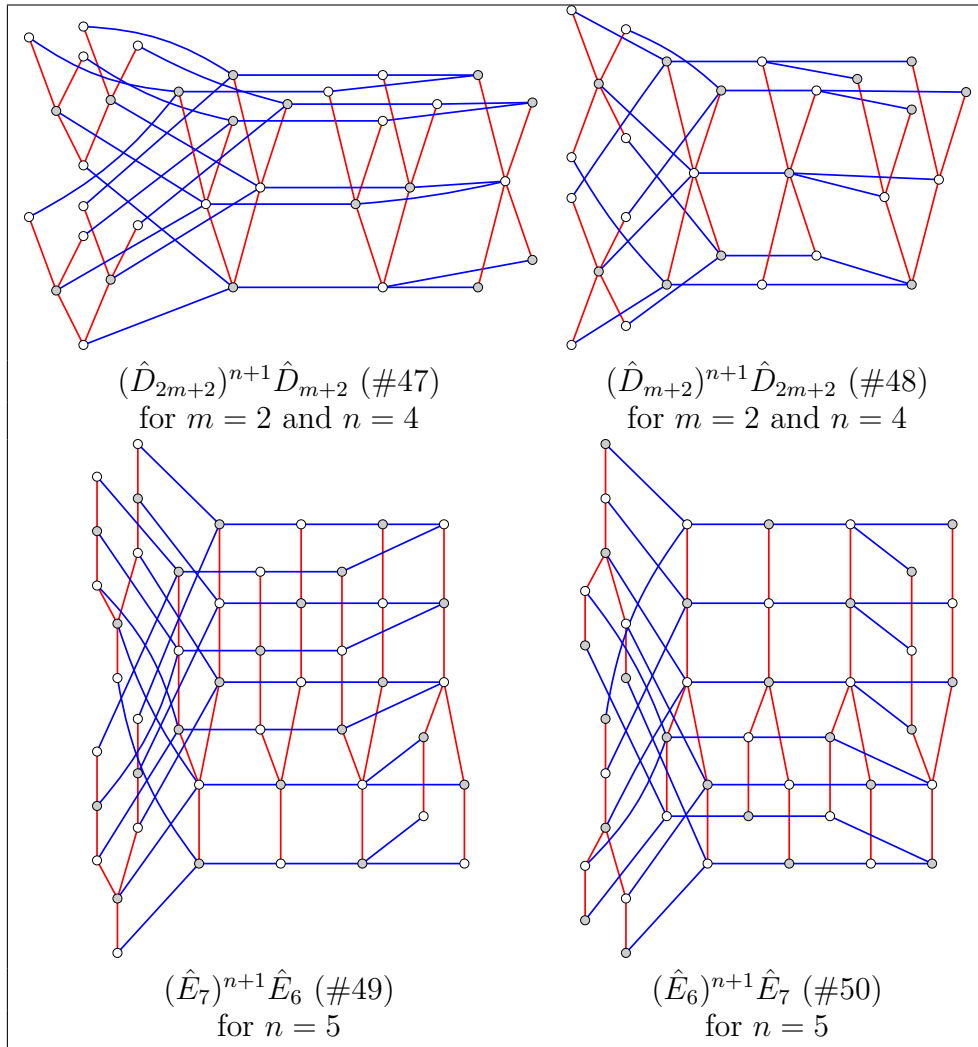 $(\hat{D}_{2m+2})^{n+1}\hat{D}_{m+2}$ (#47)
for $m = 2$ and $n = 4$
$(\hat{D}_{m+2})^{n+1}\hat{D}_{2m+2}$ (#48)
for $m = 2$ and $n = 4$
$(\hat{E}_7)^{n+1}\hat{E}_6$ (#49)
for $n = 5$
$(\hat{E}_6)^{n+1}\hat{E}_7$ (#50)
for $n = 5$